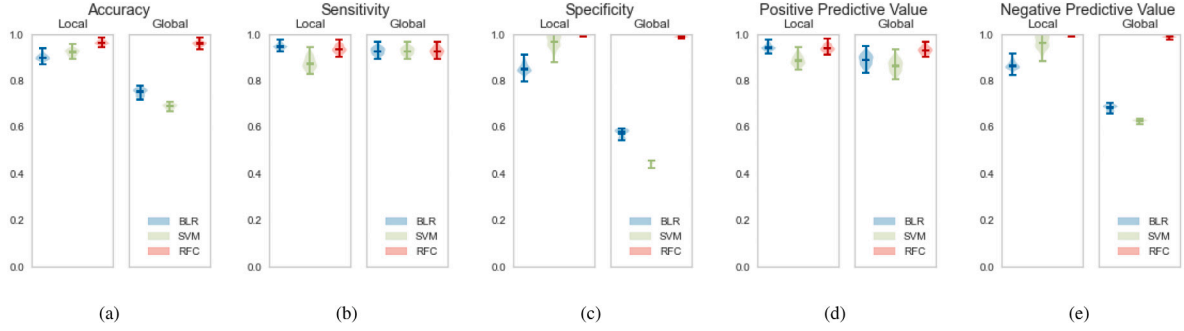 Accuracy
Local Global
1.0
0.8
0.6
0.4
0.2
0.0
BLR
SVM
RFC
(a)
Sensitivity
Local Global
1.0
0.8
0.6
0.4
0.2
0.0
BLR
SVM
RFC
(b)
Specificity
Local Global
1.0
0.8
0.6
0.4
0.2
0.0
BLR
SVM
RFC
(c)
Positive Predictive Value
Local Global
1.0
0.8
0.6
0.4
0.2
0.0
BLR
SVM
RFC
(d)
Negative Predictive Value
Local Global
1.0
0.8
0.6
0.4
0.2
0.0
BLR
SVM
RFC
(e)